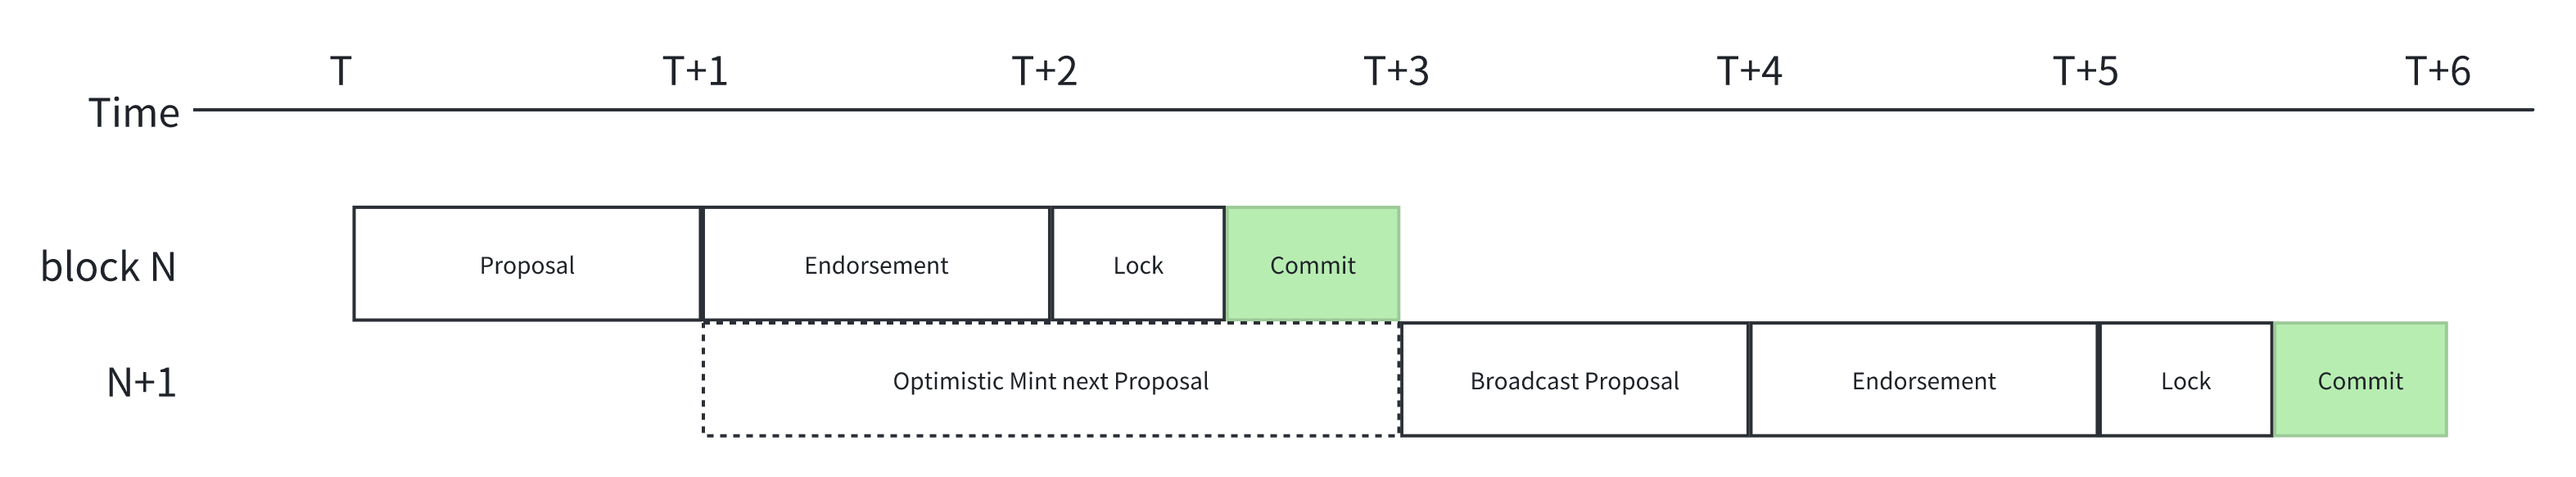 T T+1 T+2 T+3 T+4 T+5 T+6
Time
block N Proposal Endorsement Lock Commit
N+1 Optimistic Mint next Proposal Broadcast Proposal Endorsement Lock Commit